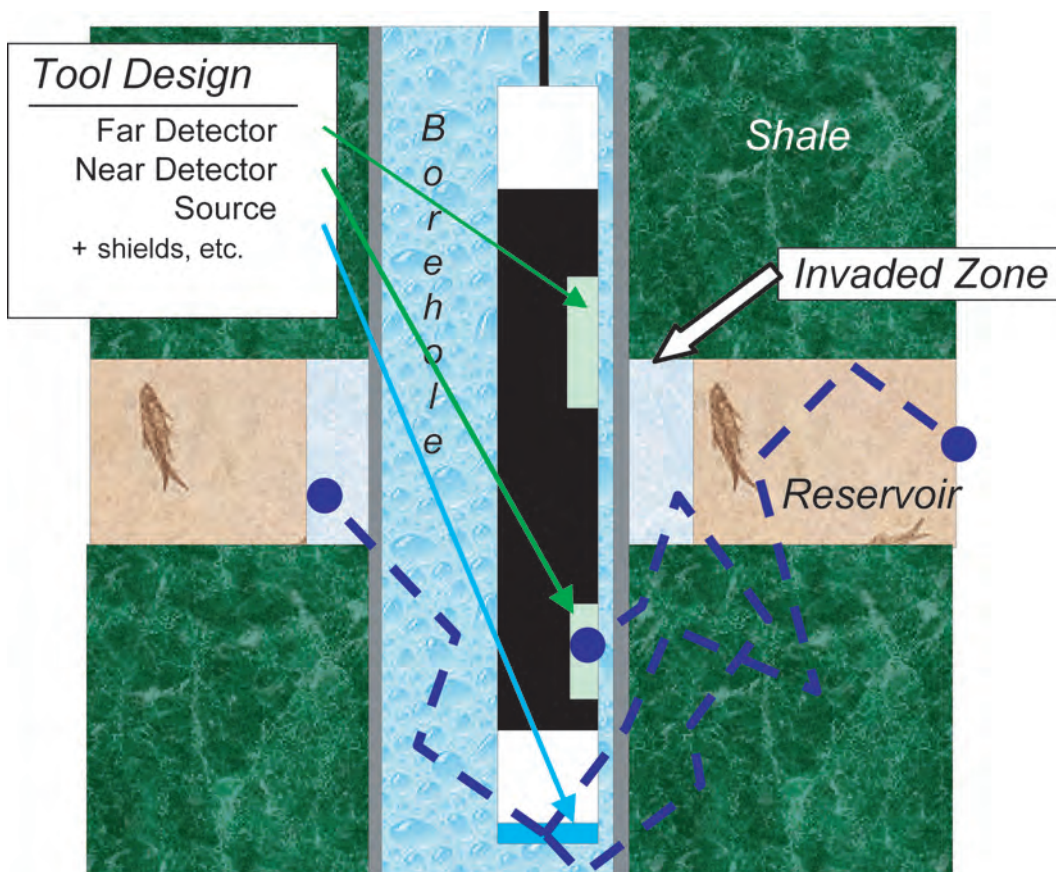 Tool Design
Far Detector
Near Detector
Source
+ shields, etc.
Borehole
Shale
Invaded Zone
Reservoir